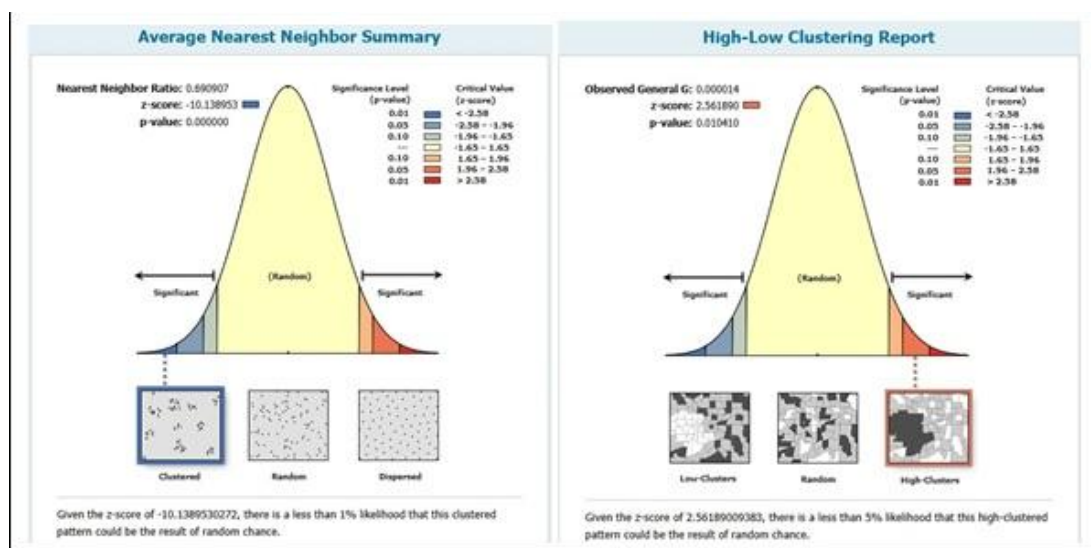 Average Nearest Neighbor Summary
Nearest Neighbor Ratio: 0.690907
z-score: -10.138953
p-value: 0.000000
Significance Level (p-value)
Critical Value (z-score)
0.01 < -2.58
0.05 -2.58 - -1.96
0.10 -1.96 - -1.65
--- -1.65 - 1.65
0.10 1.65 - 1.96
0.05 1.96 - 2.58
0.01 > 2.58
(Random)
Significant
Significant
Clustered
Random
Dispersed
Given the z-score of -10.1389530272, there is a less than 1% likelihood that this clustered
pattern could be the result of random chance.
High-Low Clustering Report
Observed General G: 0.000014
z-score: 2.561890
p-value: 0.010410
Significance Level (p-value)
Critical Value (z-score)
0.01 < -2.58
0.05 -2.58 - -1.96
0.10 -1.96 - -1.65
--- -1.65 - 1.65
0.10 1.65 - 1.96
0.05 1.96 - 2.58
0.01 > 2.58
(Random)
Significant
Significant
Low-Clusters
Random
High-Clusters
Given the z-score of 2.56189009383, there is a less than 5% likelihood that this high-clustered
pattern could be the result of random chance.